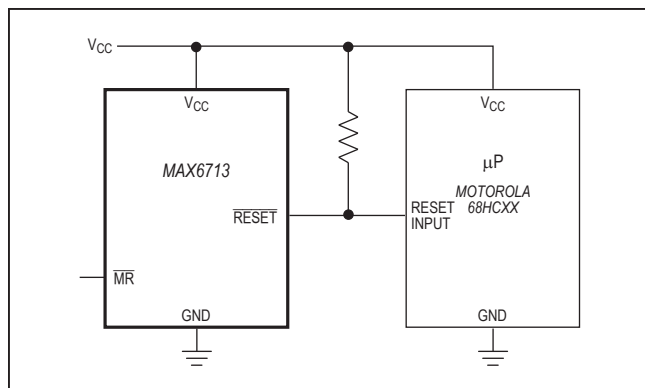 VCC
VCC
MAX6713
RESET
MR
GND
VCC
µP
MOTOROLA
68HCXX
RESET
INPUT
GND